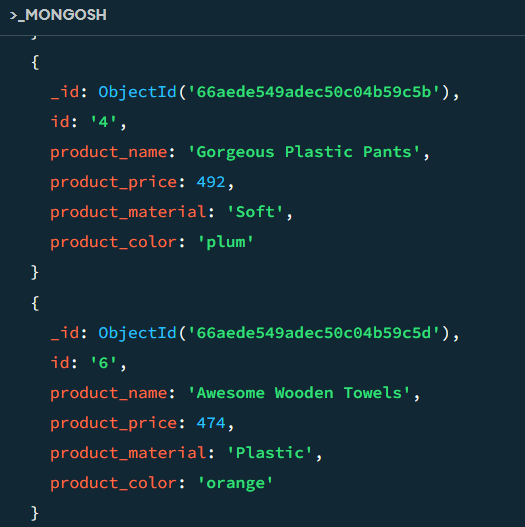 >_MONGOSH
}
{
_id: ObjectId('66aede549adec50c04b59c5b'),
id: '4',
product_name: 'Gorgeous Plastic Pants',
product_price: 492,
product_material: 'Soft',
product_color: 'plum'
}
{
_id: ObjectId('66aede549adec50c04b59c5d'),
id: '6',
product_name: 'Awesome Wooden Towels',
product_price: 474,
product_material: 'Plastic',
product_color: 'orange'
}